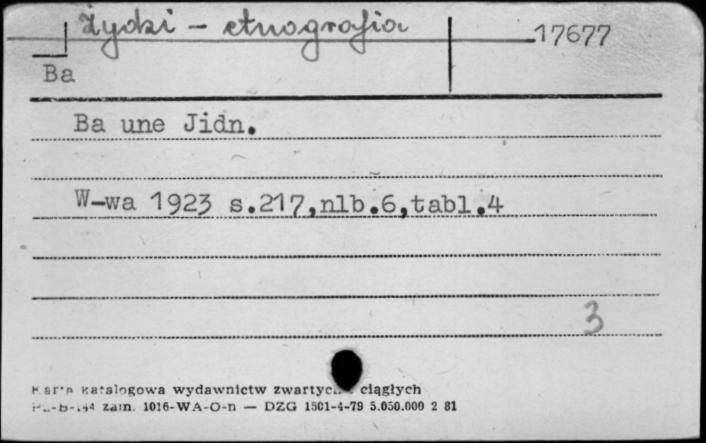 Żydzi - etnografia
17677
Ba
Ba une Jidn.
W-wa 1923 s.217,nlb.6,tabl.4
3
Karta katalogowa wydawnictw zwartych ciągłych
zam. 1016-WA-O-n — DZG 1501-4-79 5.050.000 2 81